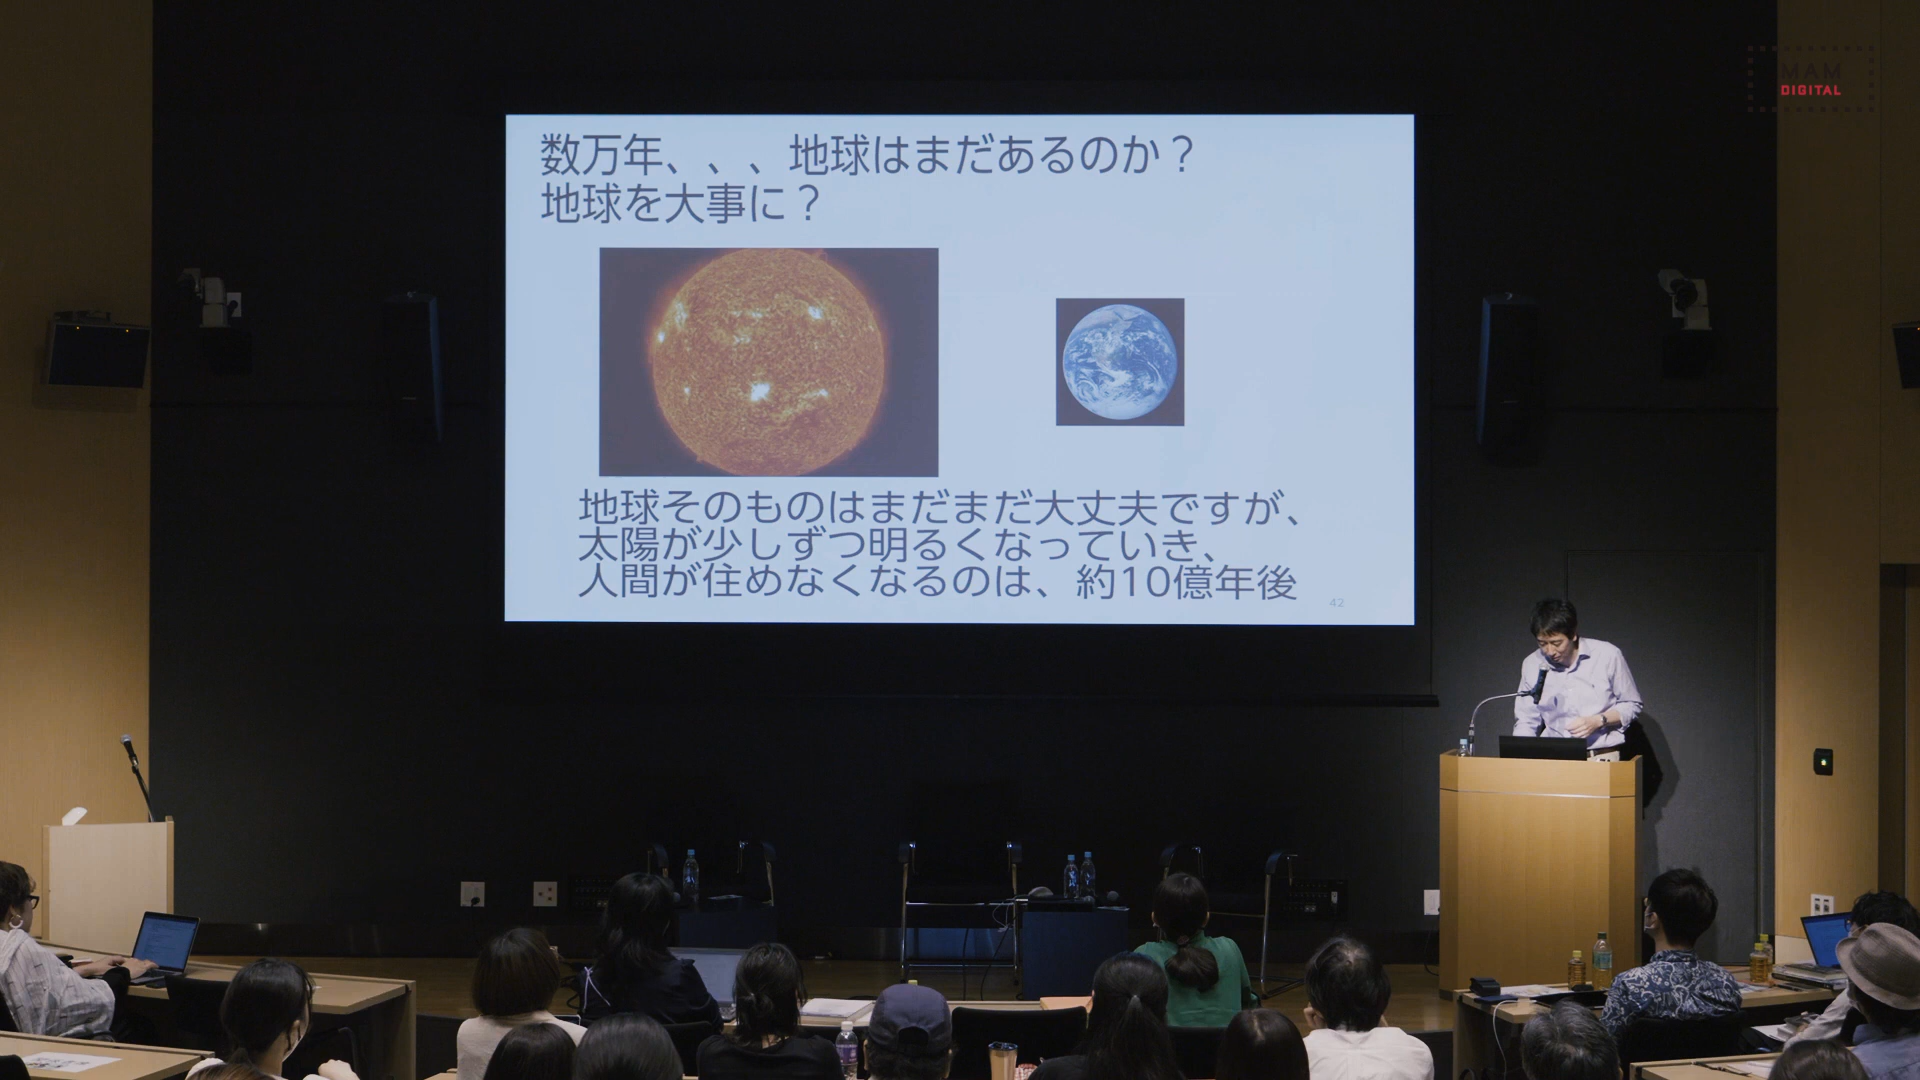 MAM
DIGITAL
数万年、、、地球はまだあるのか？
地球を大事に？
地球そのものはまだまだ大丈夫ですが、
太陽が少しずつ明るくなっていき、
人間が住めなくなるのは、約10億年後
42